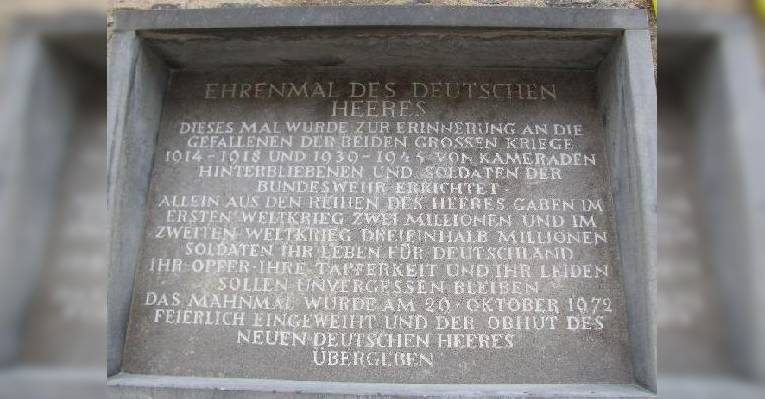 EHRENMAL DES DEUTSCHEN
HEERES
DIESES MAL WURDE ZUR ERINNERUNG AN DIE
GEFALLENEN DER BEIDEN GROSSEN KRIEGE
1914-1918 UND 1939-1945 VON KAMERADEN
HINTERBLIEBENEN UND SOLDATEN DER
BUNDESWEHR ERRICHTET·
ALLEIN AUS DEN REIHEN DES HEERES GABEN IM
ERSTEN WELTKRIEG ZWEI MILLIONEN UND IM
ZWEITEN WELTKRIEG DREIEINHALB MILLIONEN
SOLDATEN IHR LEBEN FÜR DEUTSCHLAND
IHR OPFER·IHRE TAPFERKEIT UND IHR LEIDEN
SOLLEN UNVERGESSEN BLEIBEN
DAS MAHNMAL WURDE AM 29·OKTOBER 1972
FEIERLICH EINGEWEIHT UND DER OBHUT DES
NEUEN DEUTSCHEN HEERES
ÜBERGEBEN